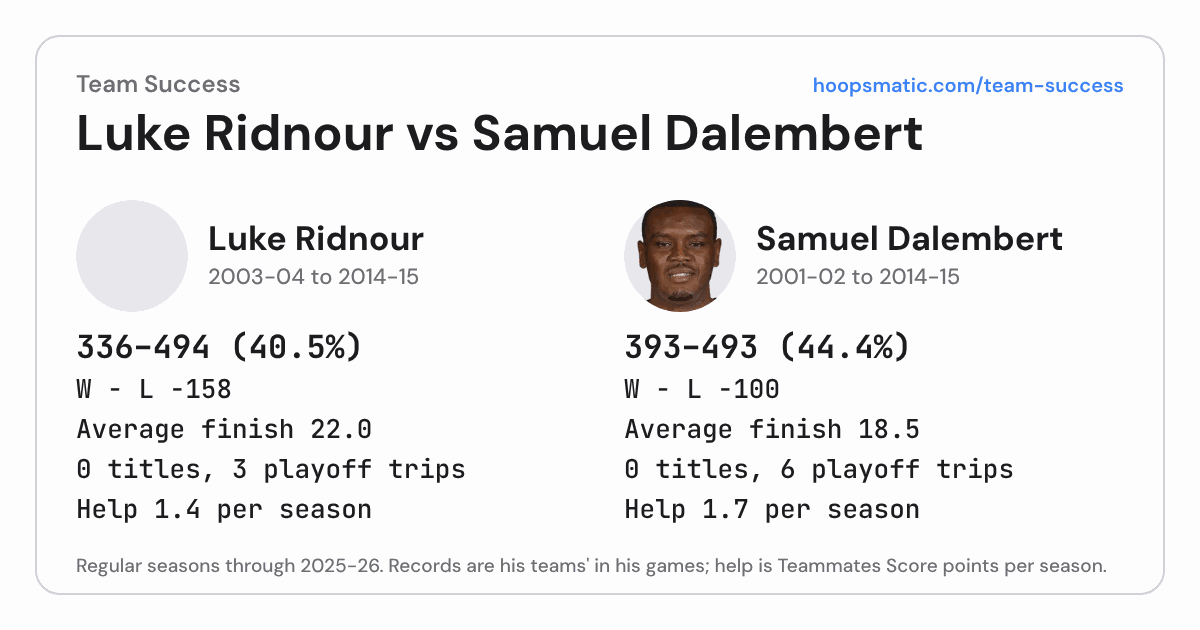 Team Success
hoopsmatic.com/team-success
Luke Ridnour vs Samuel Dalembert
Luke Ridnour
2003-04 to 2014-15
336-494 (40.5%)
W - L -158
Average finish 22.0
0 titles, 3 playoff trips
Help 1.4 per season
Samuel Dalembert
2001-02 to 2014-15
393-493 (44.4%)
W - L -100
Average finish 18.5
0 titles, 6 playoff trips
Help 1.7 per season
Regular seasons through 2025-26. Records are his teams' in his games; help is Teammates Score points per season.